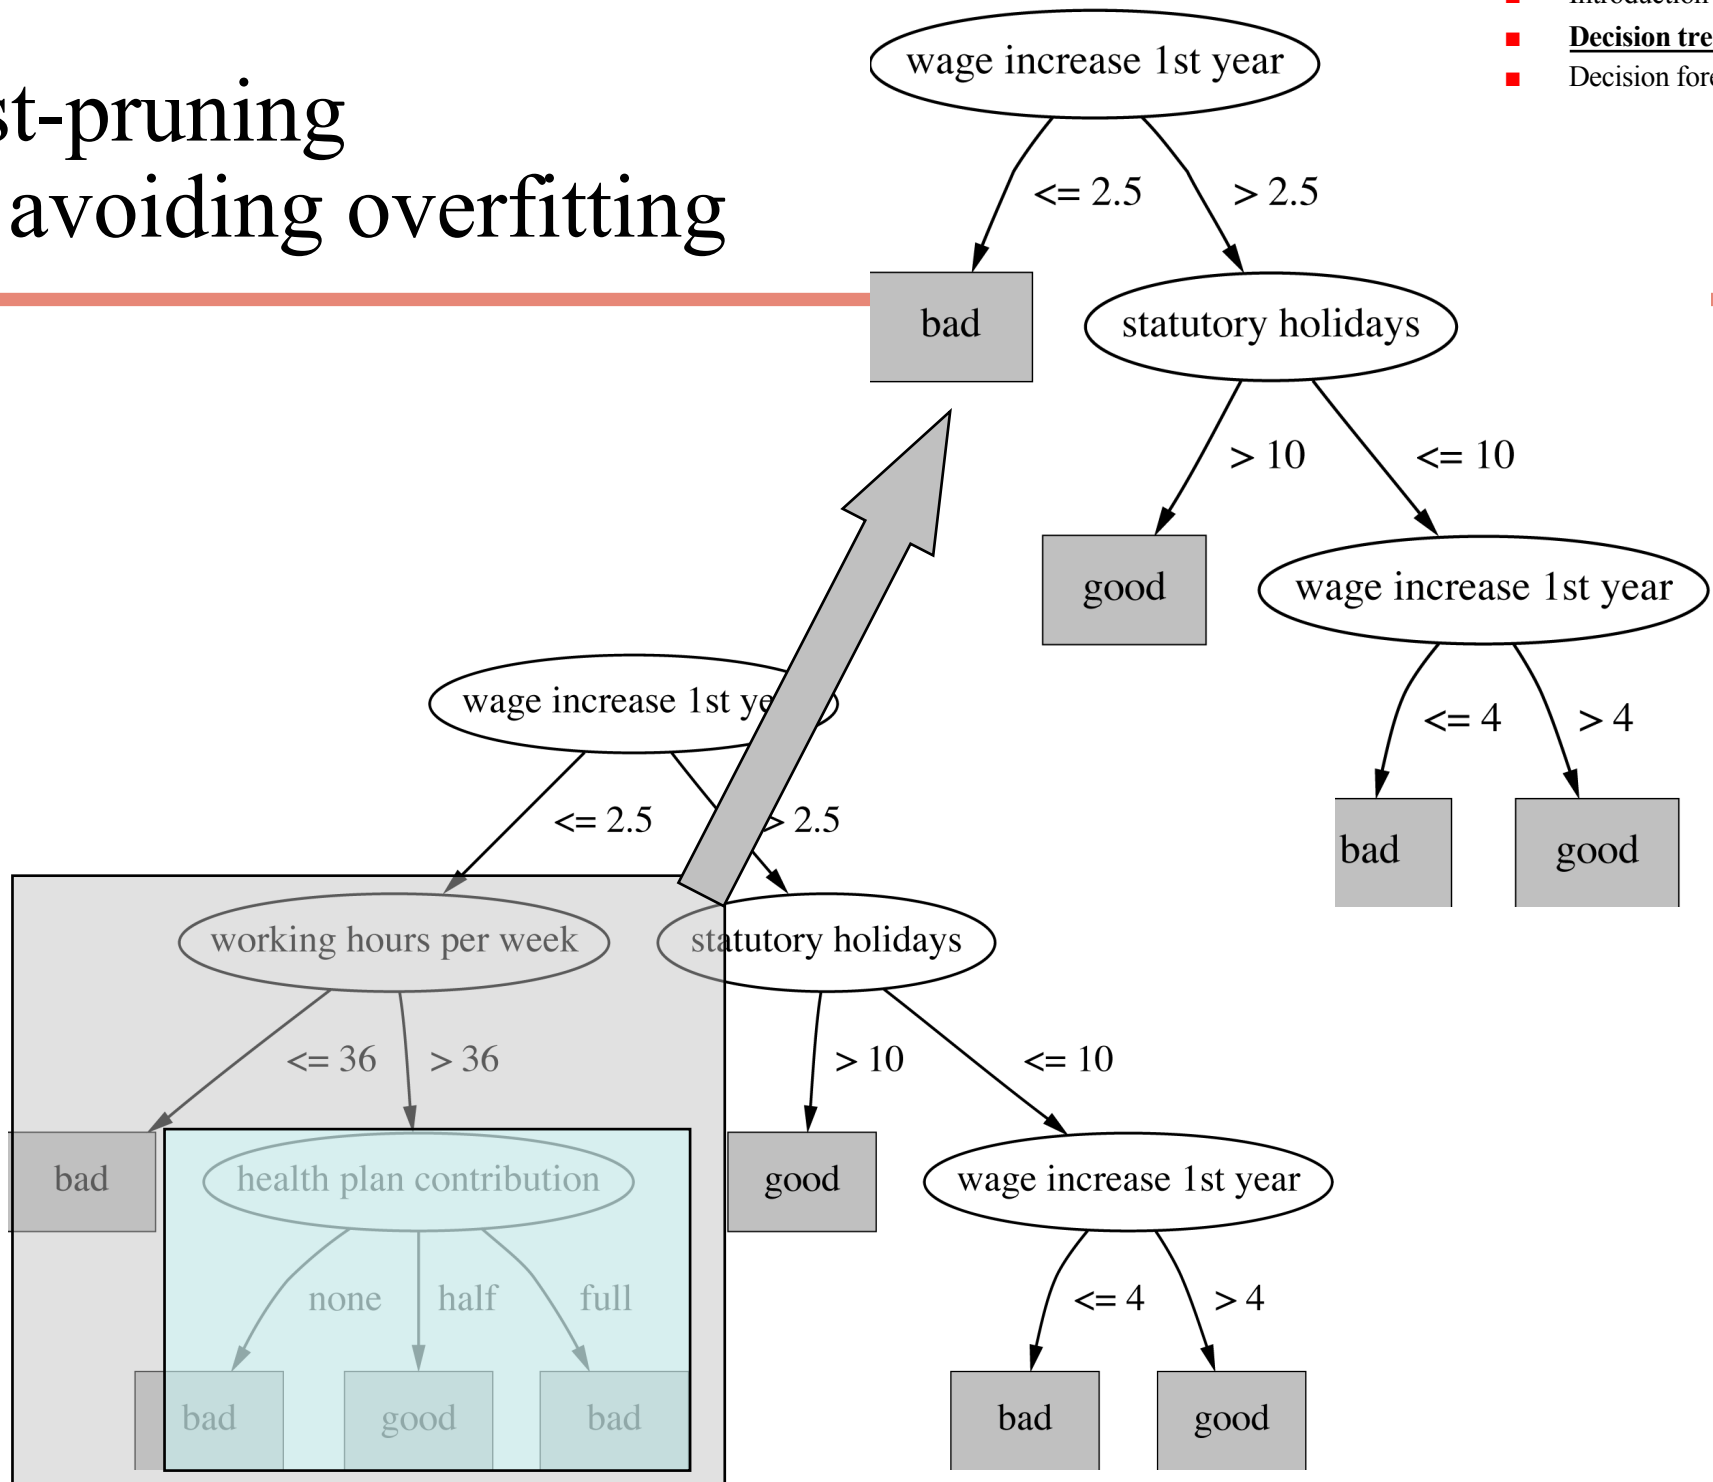 wage increase 1st year
Decision tre
Decision fore
st-pruning
avoiding overfitting
<= 2.5
> 2.5
bad
statutory holidays
> 10
<= 10
good
wage increase 1st year
<= 4
> 4
bad
good
wage increase 1st ye
<= 2.5
> 2.5
working hours per week
statutory holidays
<= 36
> 36
> 10
<= 10
bad
health plan contribution
good
wage increase 1st year
none
half
full
<= 4
> 4
bad
good
bad
bad
good